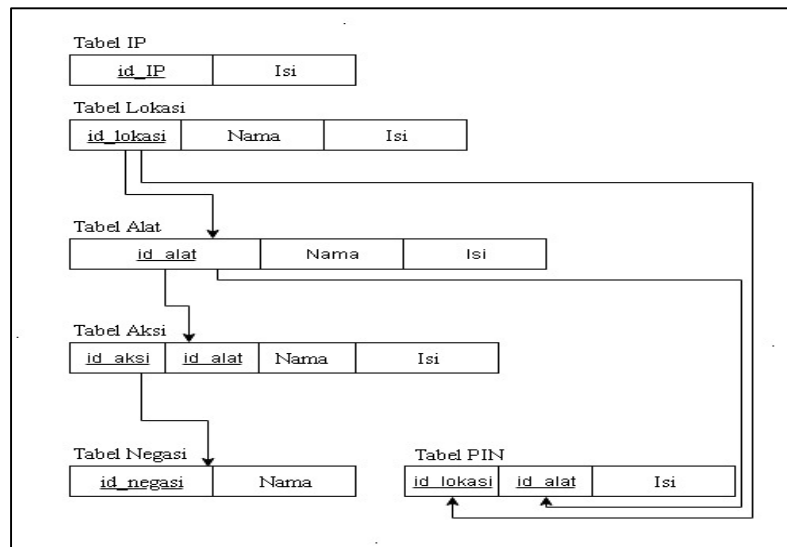 Tabel IP
id_IP Isi
Tabel Lokasi
id_lokasi Nama Isi
Tabel Alat
id_alat Nama Isi
Tabel Aksi
id_aksi id_alat Nama Isi
Tabel Negasi
id_negasi Nama
Tabel PIN
id_lokasi id_alat Isi